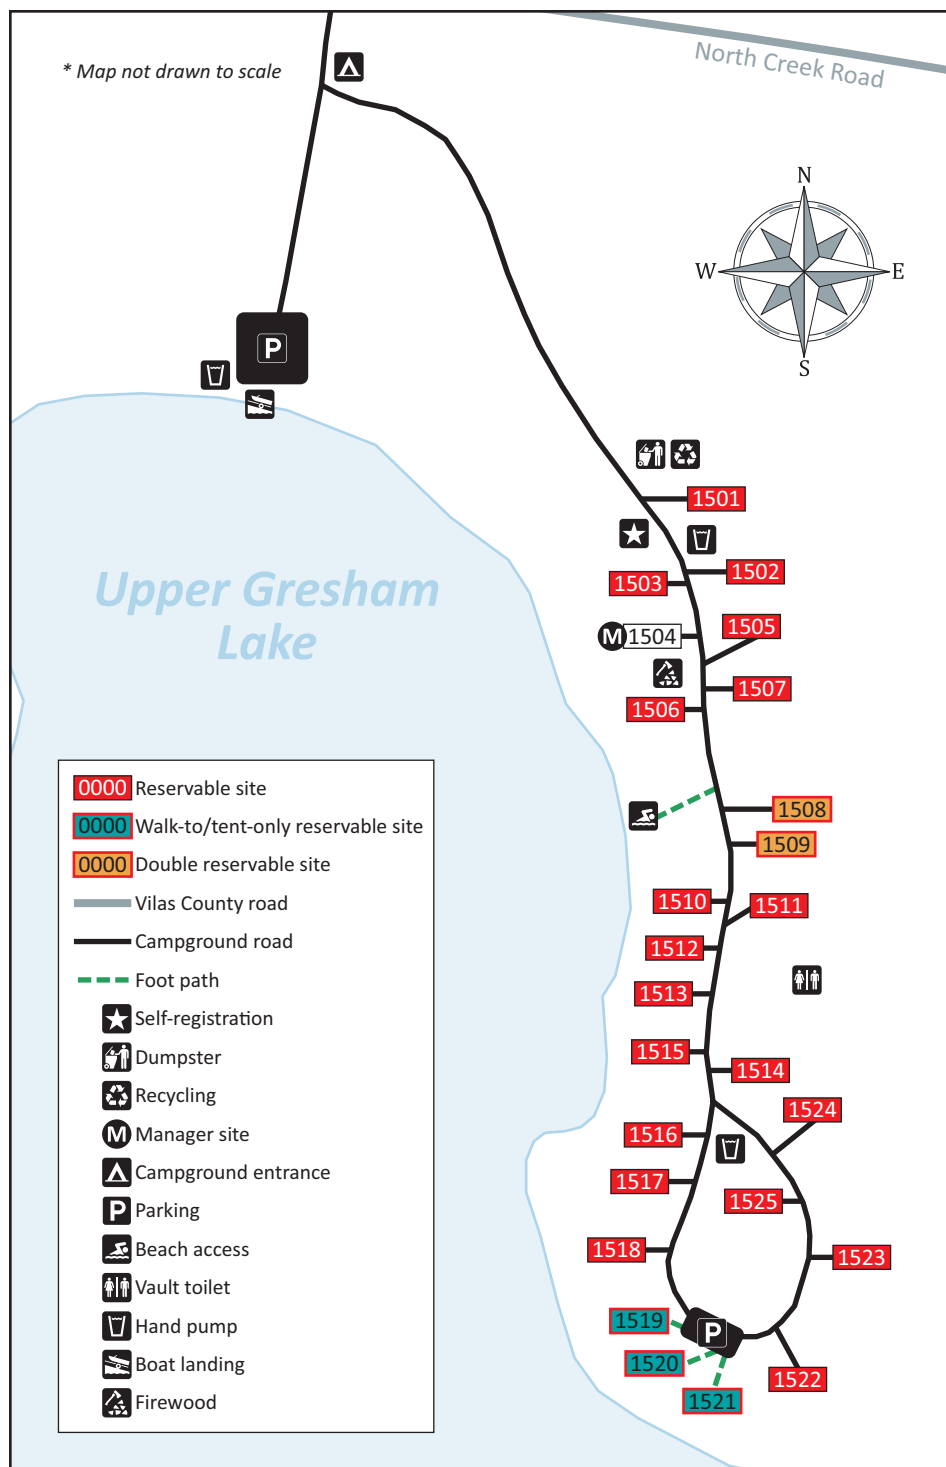 * Map not drawn to scale
North Creek Road
N
W
E
S
P
1501
1502
1503
M 1504
1505
1507
1506
Upper Gresham
Lake
1508
1509
1510
1511
1512
1513
1515
1514
1524
1516
1517
1525
1518
1523
1519
P
1520
1522
1521
0000 Reservable site
0000 Walk-to/tent-only reservable site
0000 Double reservable site
Vilas County road
Campground road
Foot path
Self-registration
Dumpster
Recycling
M Manager site
Campground entrance
P Parking
Beach access
Vault toilet
Hand pump
Boat landing
Firewood